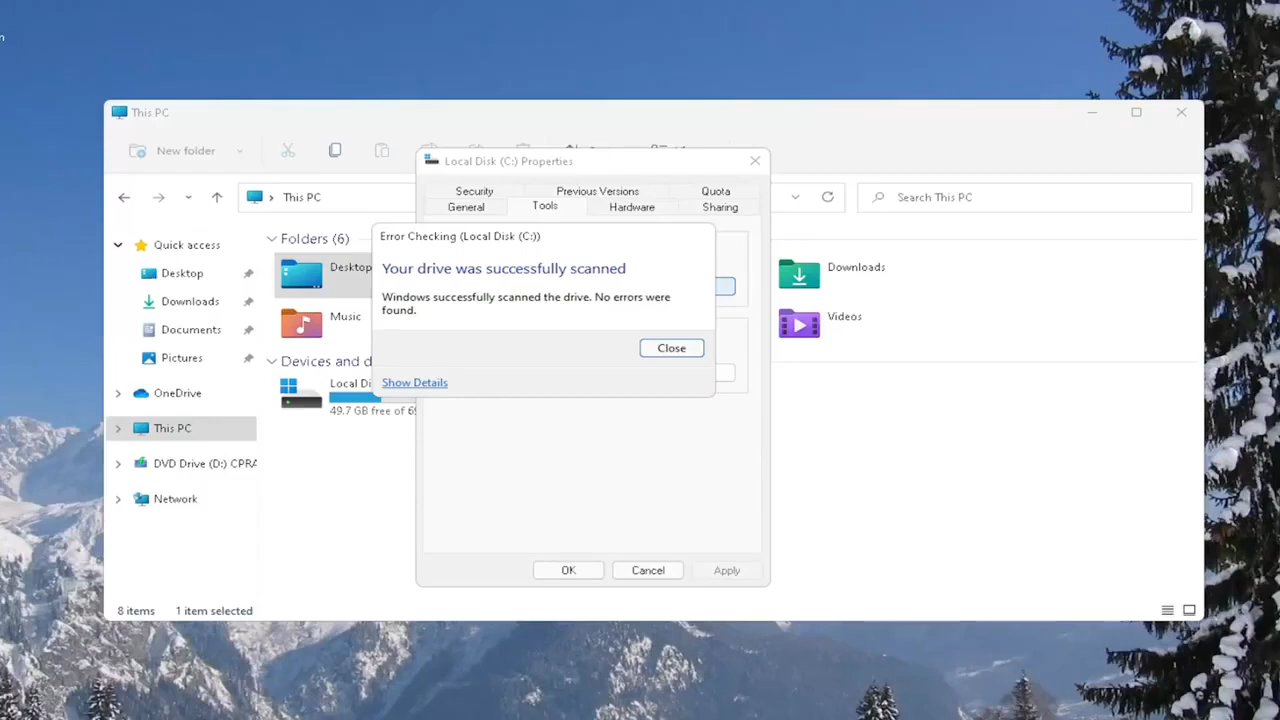 n
This PC
New folder
Local Disk (C:) Properties
This PC
Search This PC
Security
Previous Versions
Quota
General
Tools
Hardware
Sharing
Quick access
Desktop
Downloads
Documents
Pictures
OneDrive
This PC
DVD Drive (D:) CPRA
Network
Folders (6)
Desktop
Music
Downloads
Videos
Devices and d
Local Di
49.7 GB free of
Error Checking (Local Disk (C:))
Your drive was successfully scanned
Windows successfully scanned the drive. No errors were
found.
Close
Show Details
OK
Cancel
Apply
8 items
1 item selected